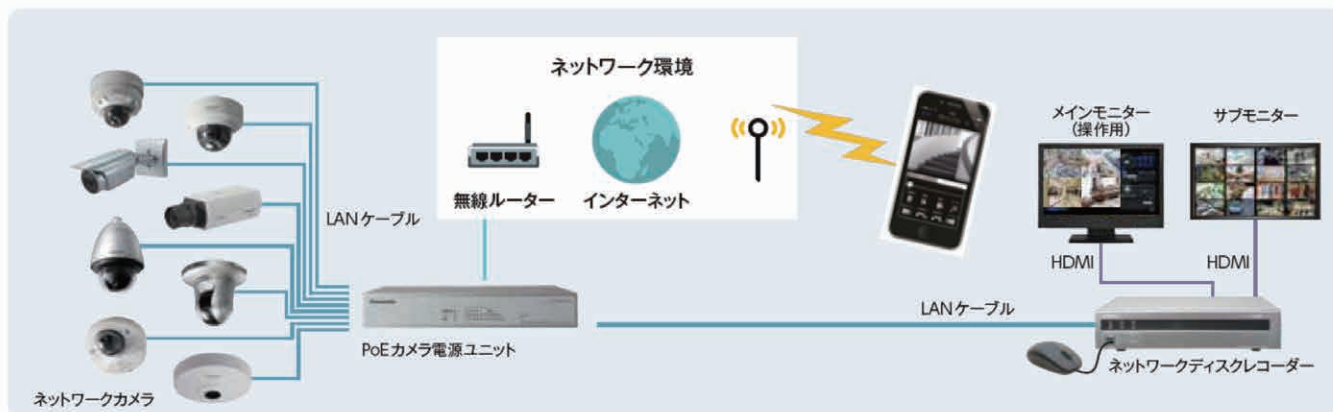 ネットワーク環境
無線ルーター
インターネット
LANケーブル
PoEカメラ電源ユニット
ネットワークカメラ
メインモニター
(操作用)
サブモニター
HDMI
HDMI
LANケーブル
ネットワークディスクレコーダー